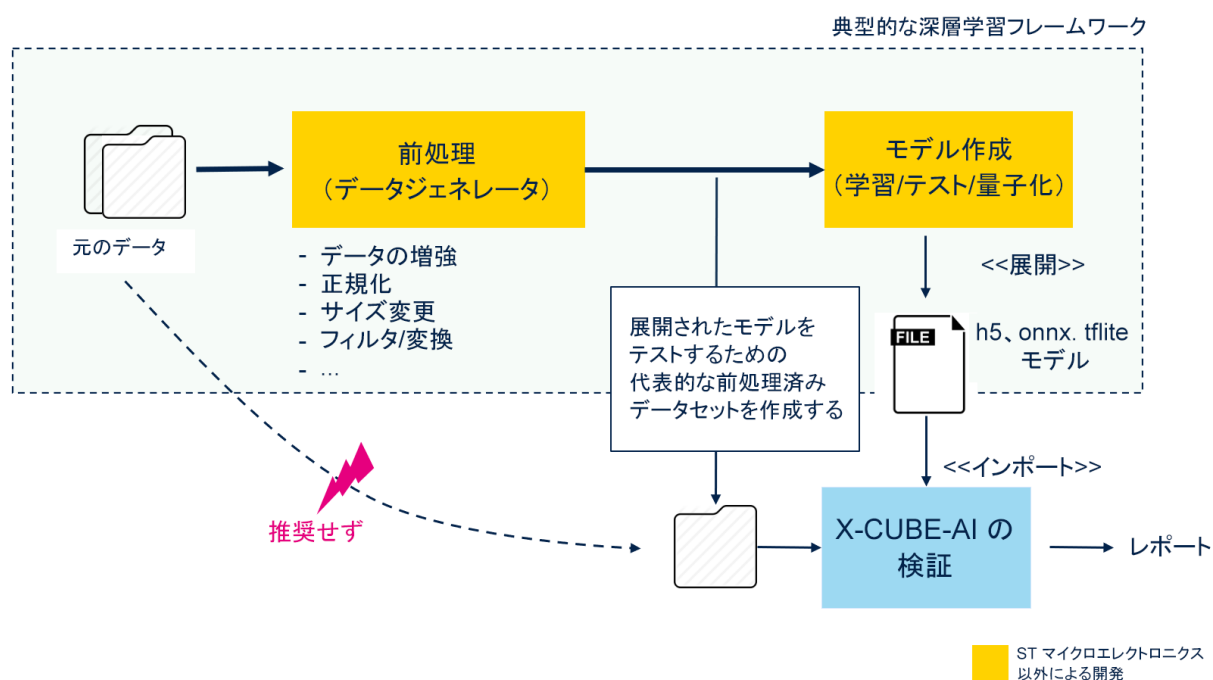 典型的な深層学習フレームワーク
前処理
（データジェネレータ）
モデル作成
（学習/テスト/量子化）
元のデータ
- データの増強
- 正規化
- サイズ変更
- フィルタ/変換
- ...
<<展開>>
FILE
h5、onnx. tflite
モデル
展開されたモデルを
テストするための
代表的な前処理済み
データセットを作成する
<<インポート>>
推奨せず
X-CUBE-AI の
検証
レポート
ST マイクロエレクトロニクス
以外による開発